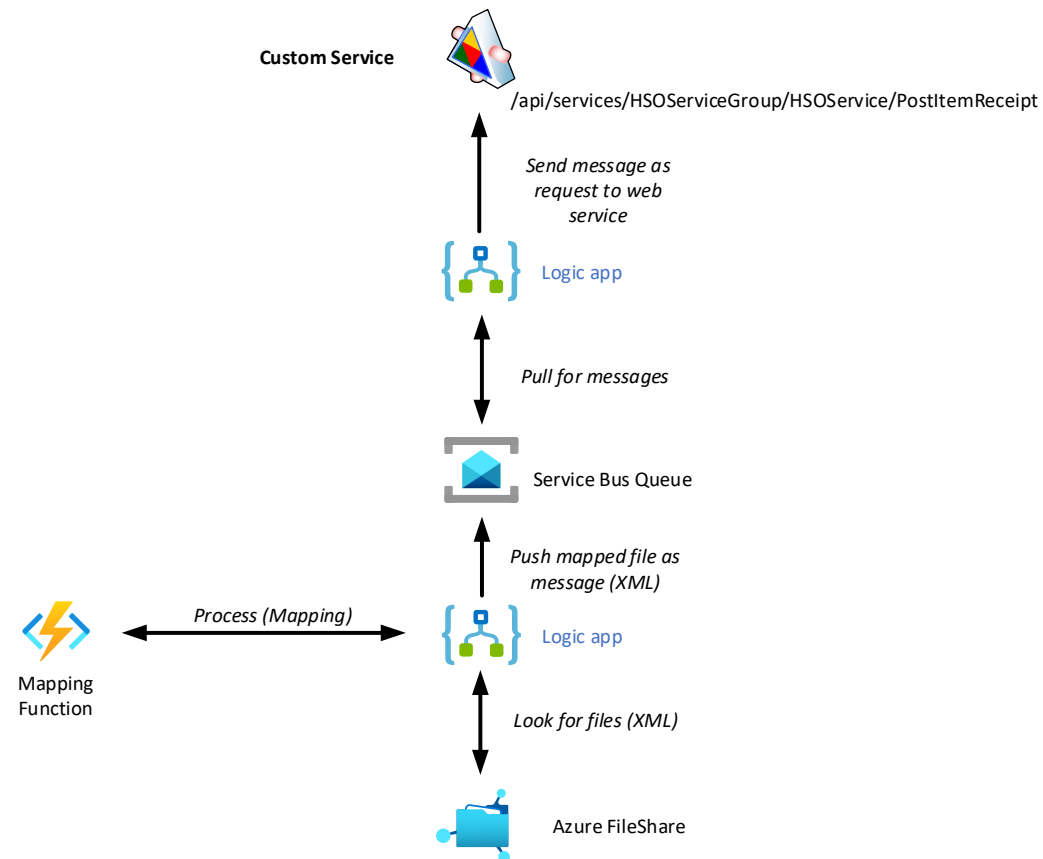 Custom Service
/api/services/HSOServiceGroup/HSOService/PostItemReceipt
Send message as
request to web
service
Logic app
Pull for messages
Service Bus Queue
Push mapped file as
message (XML)
Process (Mapping)
Logic app
Mapping
Function
Look for files (XML)
Azure FileShare